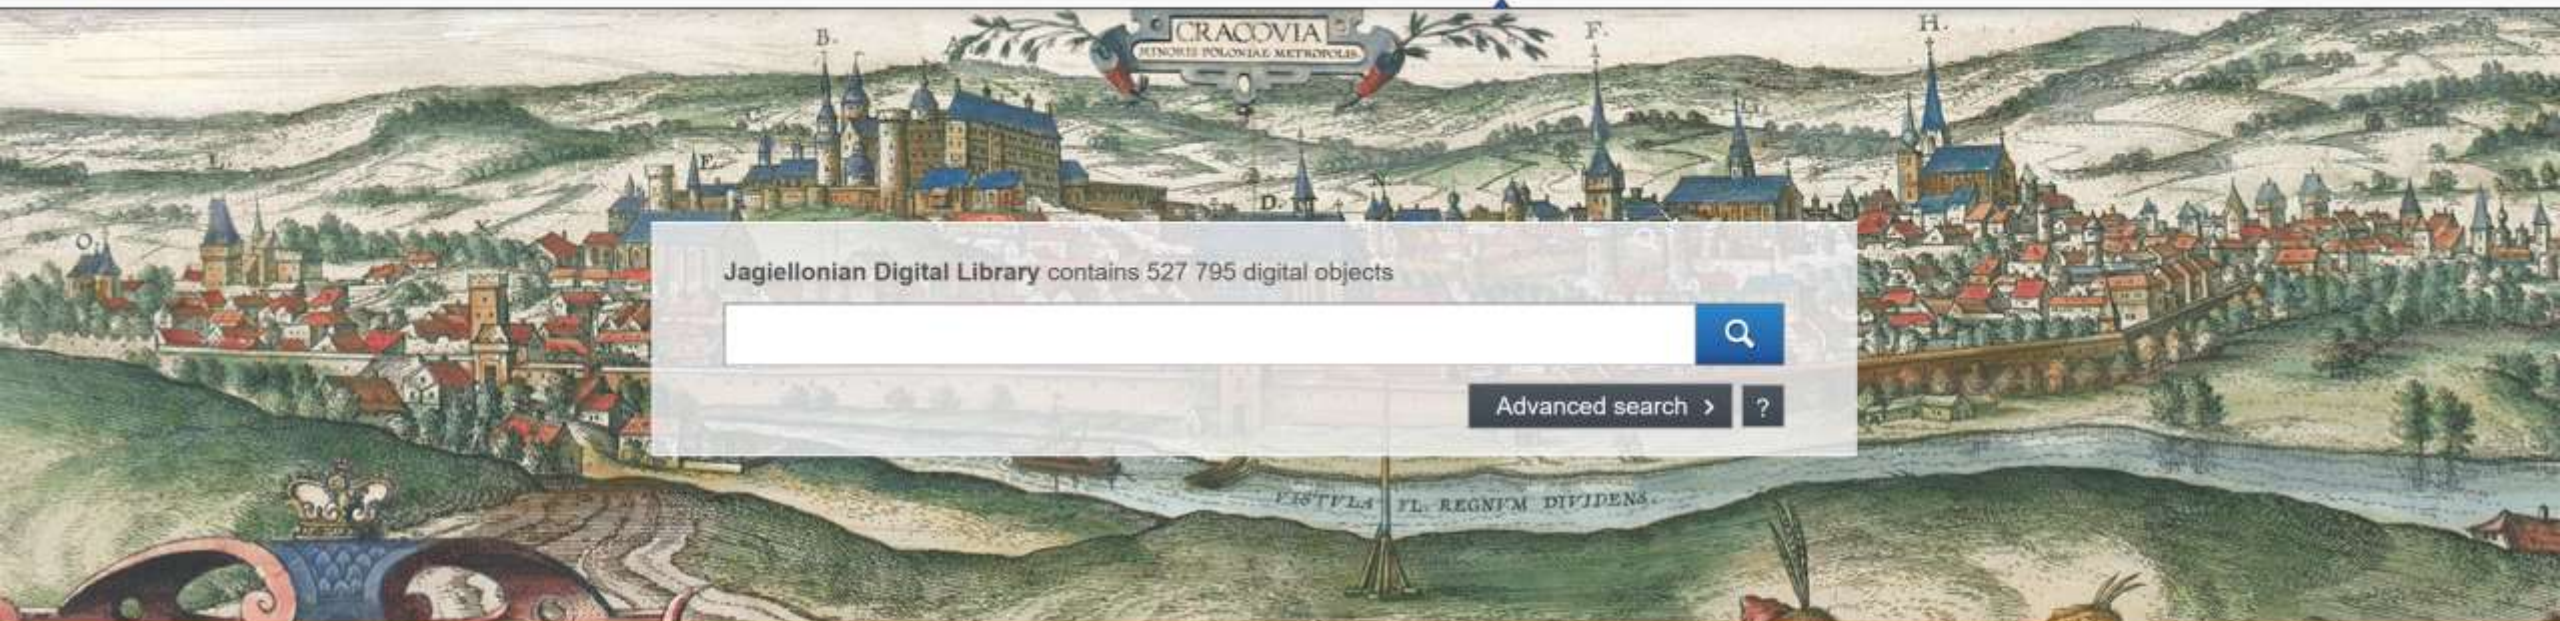 B.
CRACOVIA
MINORIS POLONIAE METROPOLIS
F.
H.
E.
D.
O
Jagiellonian Digital Library contains 527 795 digital objects
Advanced search >
?
VISTVLA FL. REGNVM DIVIDENS.